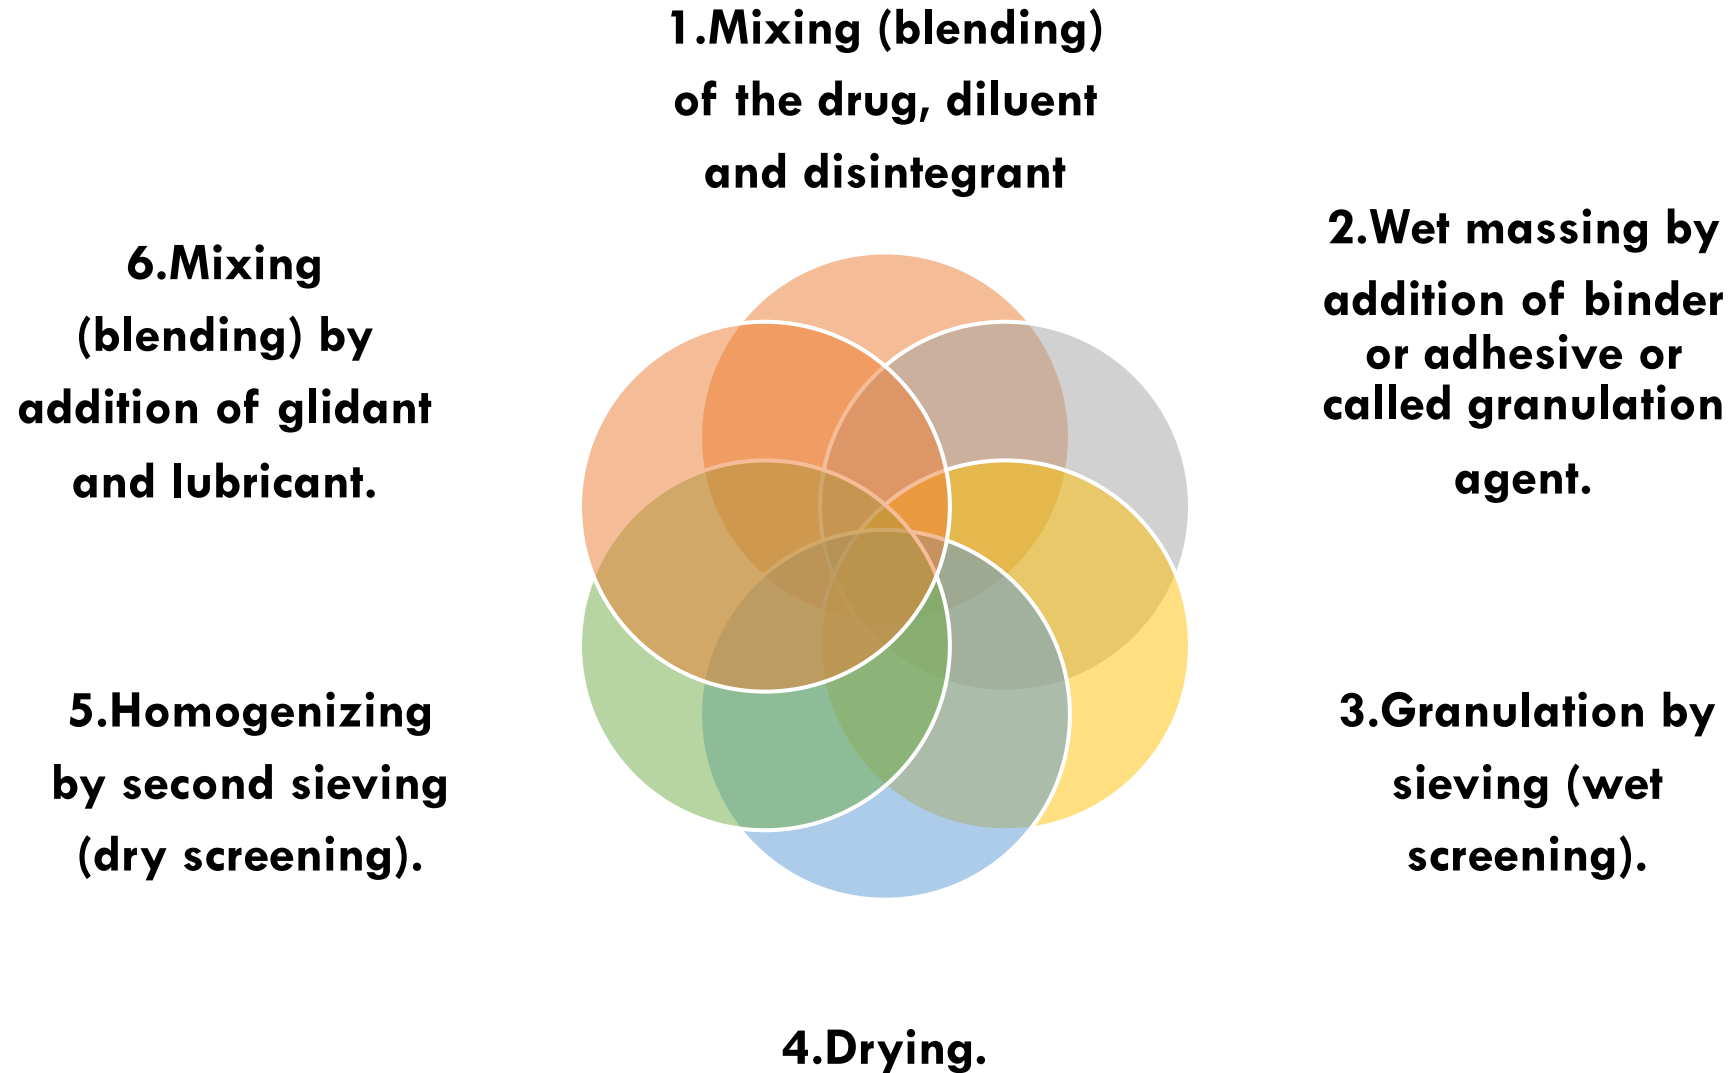 1.Mixing (blending)
of the drug, diluent
and disintegrant
2.Wet massing by
addition of binder
or adhesive or
called granulation
agent.
3.Granulation by
sieving (wet
screening).
4.Drying.
5.Homogenizing
by second sieving
(dry screening).
6.Mixing
(blending) by
addition of glidant
and lubricant.